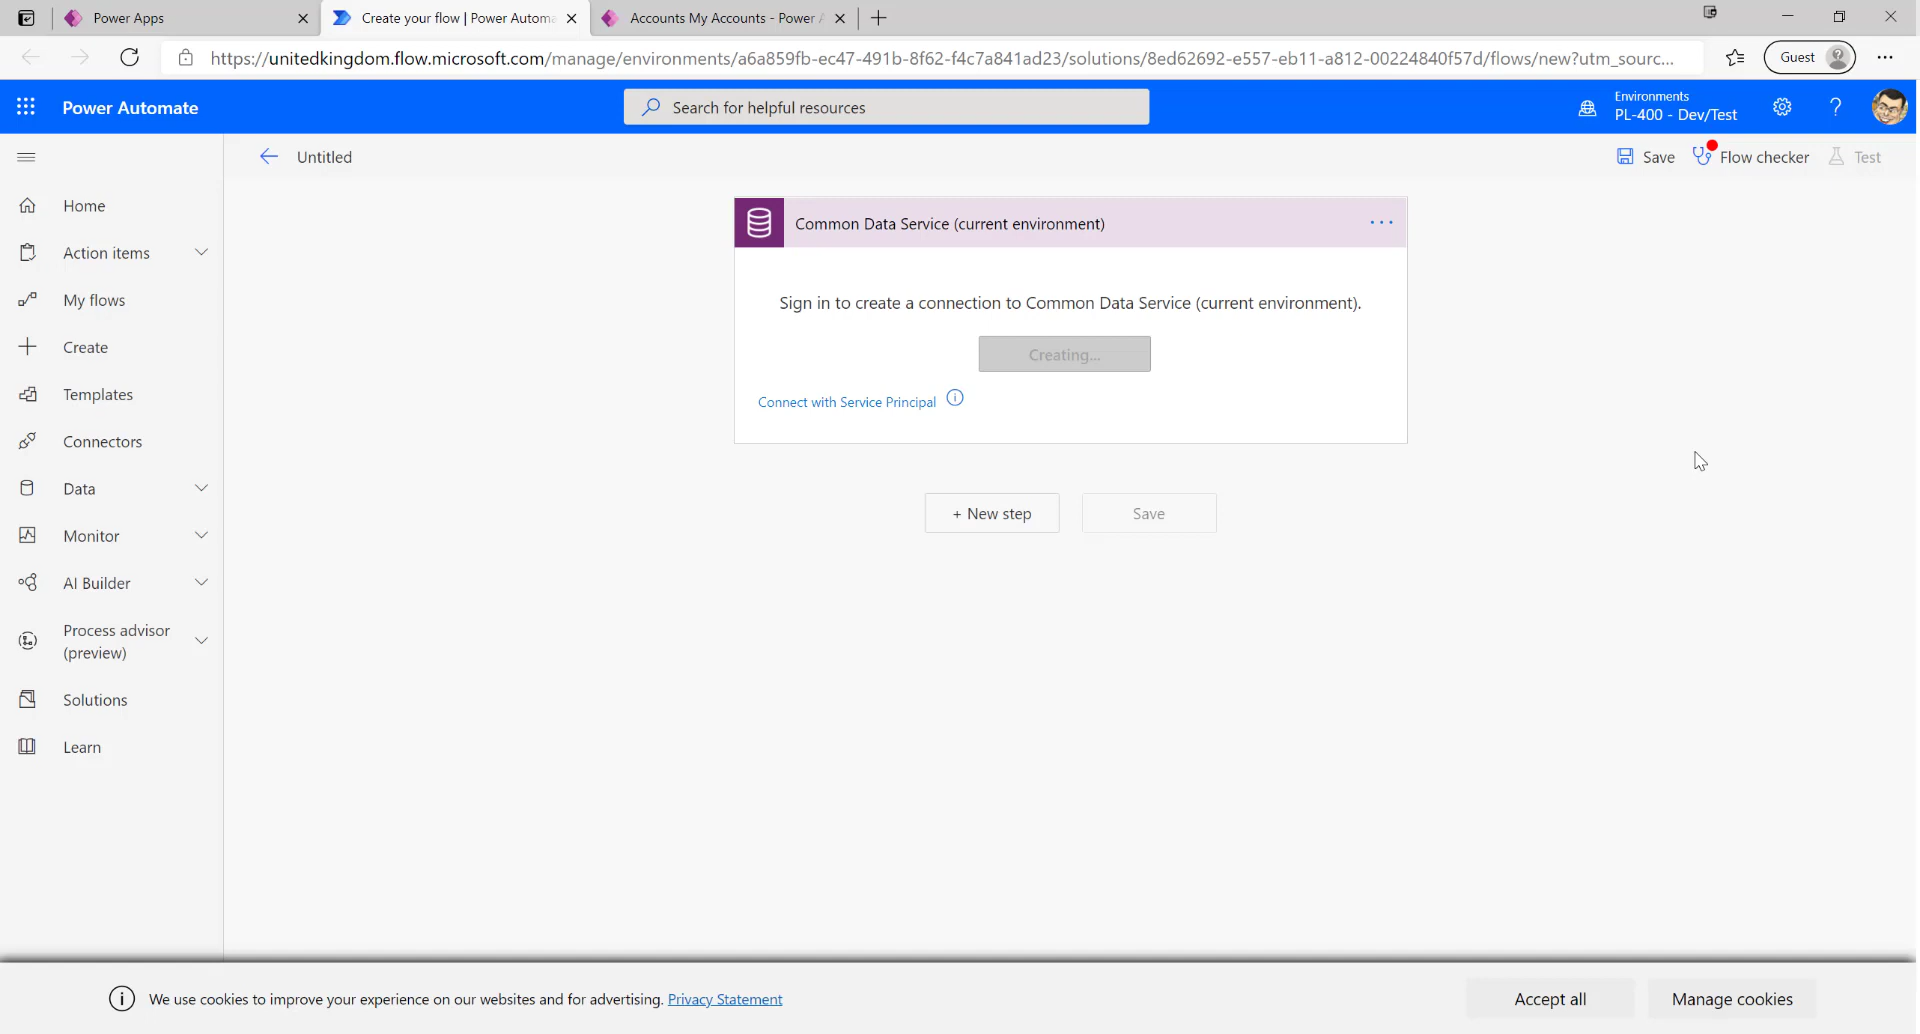 Power Apps
Create your flow | Power Automa
Accounts My Accounts - Power A
https://unitedkingdom.flow.microsoft.com/manage/environments/a6a859fb-ec47-491b-8f62-f4c7a841ad23/solutions/8ed62692-e557-eb11-a812-00224840f57d/flows/new?utm_sourc...
Guest
Power Automate
Search for helpful resources
Environments
PL-400 - Dev/Test
?
Untitled
Save
Flow checker
Test
Home
Action items
My flows
Create
Templates
Connectors
Data
Monitor
AI Builder
Process advisor
(preview)
Solutions
Learn
Common Data Service (current environment)
Sign in to create a connection to Common Data Service (current environment).
Creating...
Connect with Service Principal
+ New step
Save
We use cookies to improve your experience on our websites and for advertising. Privacy Statement
Accept all
Manage cookies